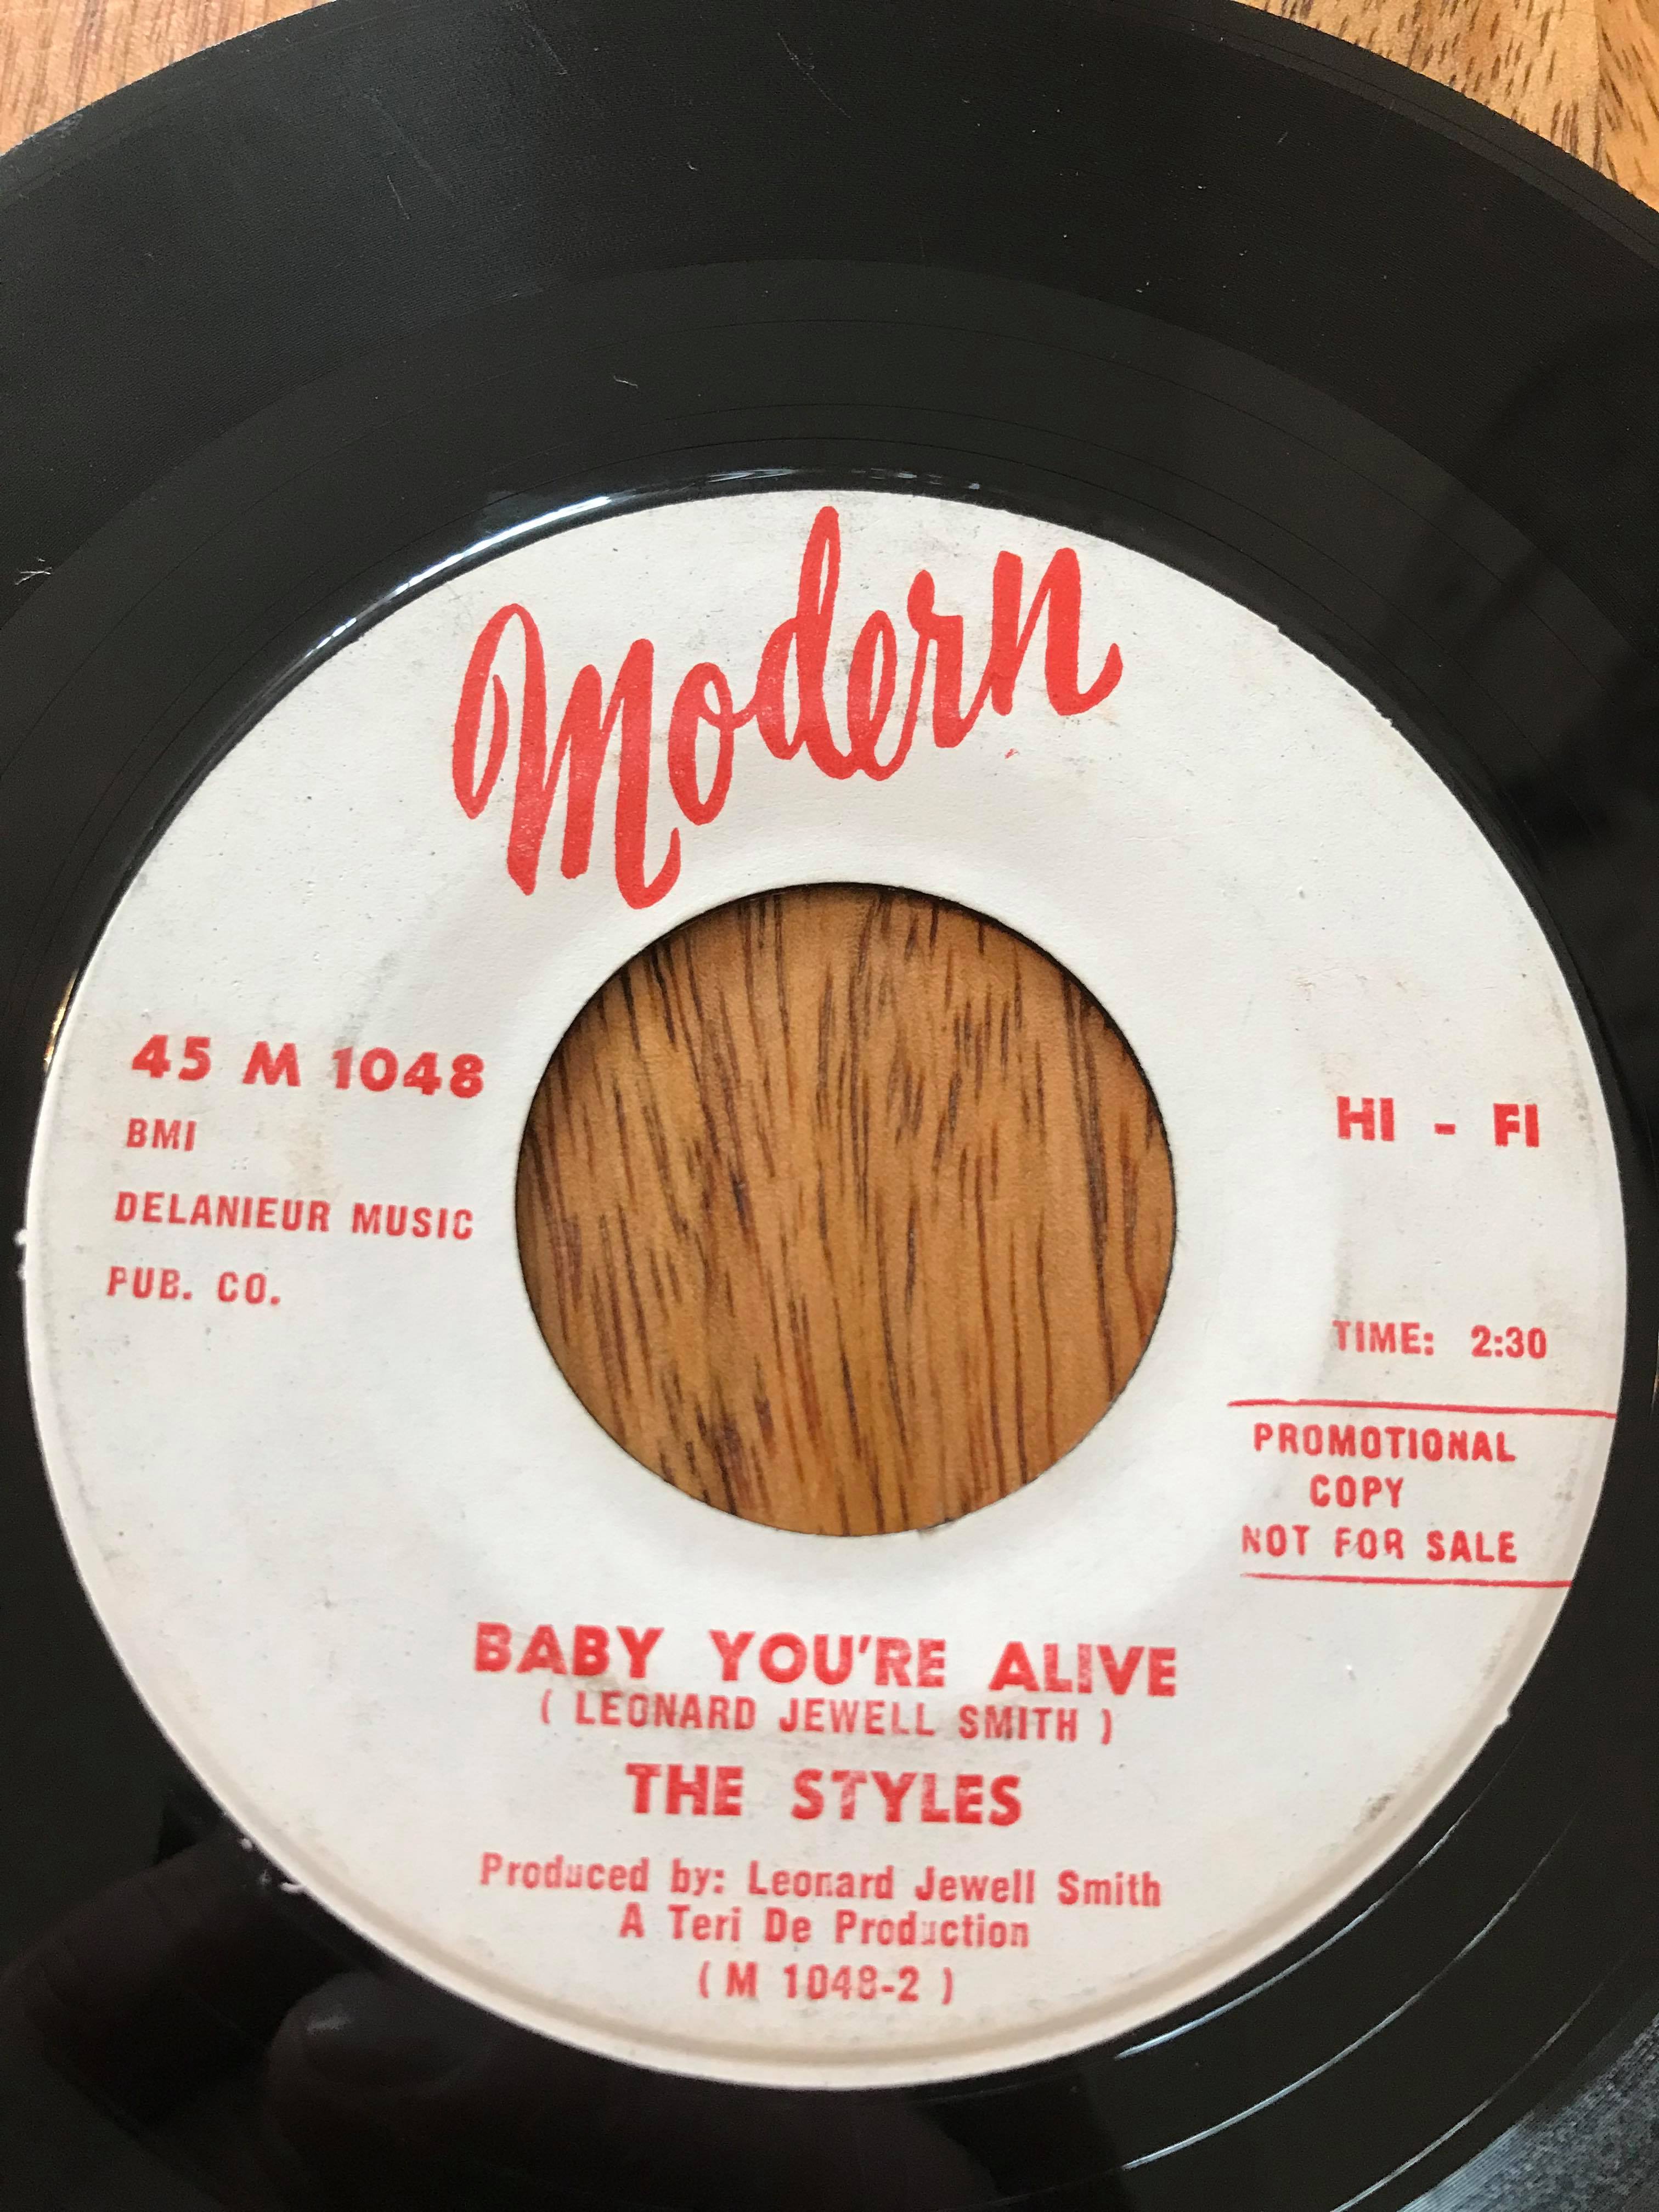 Modern
45 M 1048
BMI
DELANIEUR MUSIC
PUB. CO.
HI - FI
TIME: 2:30
PROMOTIONAL
COPY
NOT FOR SALE
BABY YOU'RE ALIVE
( LEONARD JEWELL SMITH )
THE STYLES
Produced by: Leonard Jewell Smith
A Teri De Production
( M 1048-2 )